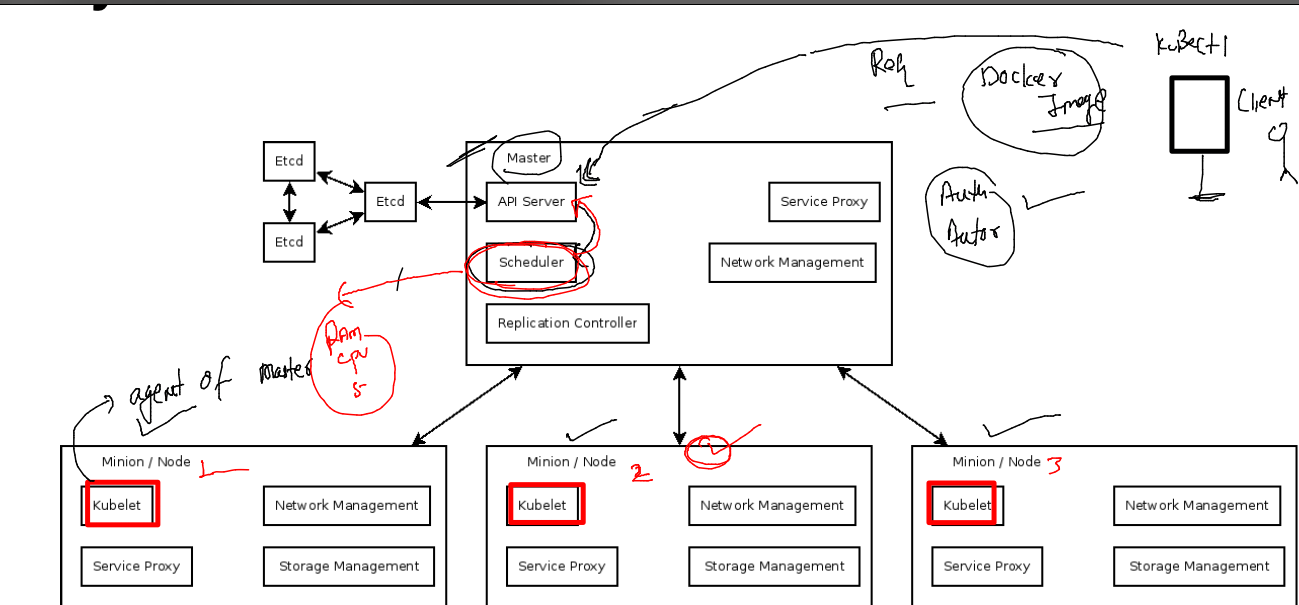 kuBectl
Req
Docker
Image
Client
Etcd
Master
Etcd
API Server
Service Proxy
Auth-
Etcd
Scheduler
Network Management
RAM
CPU
Replication Controller
agent of master
Minion / Node 1
Minion / Node 2
Minion / Node 3
Kubelet
Network Management
Kubelet
Network Management
Kubelet
Network Management
Service Proxy
Storage Management
Service Proxy
Storage Management
Service Proxy
Storage Management